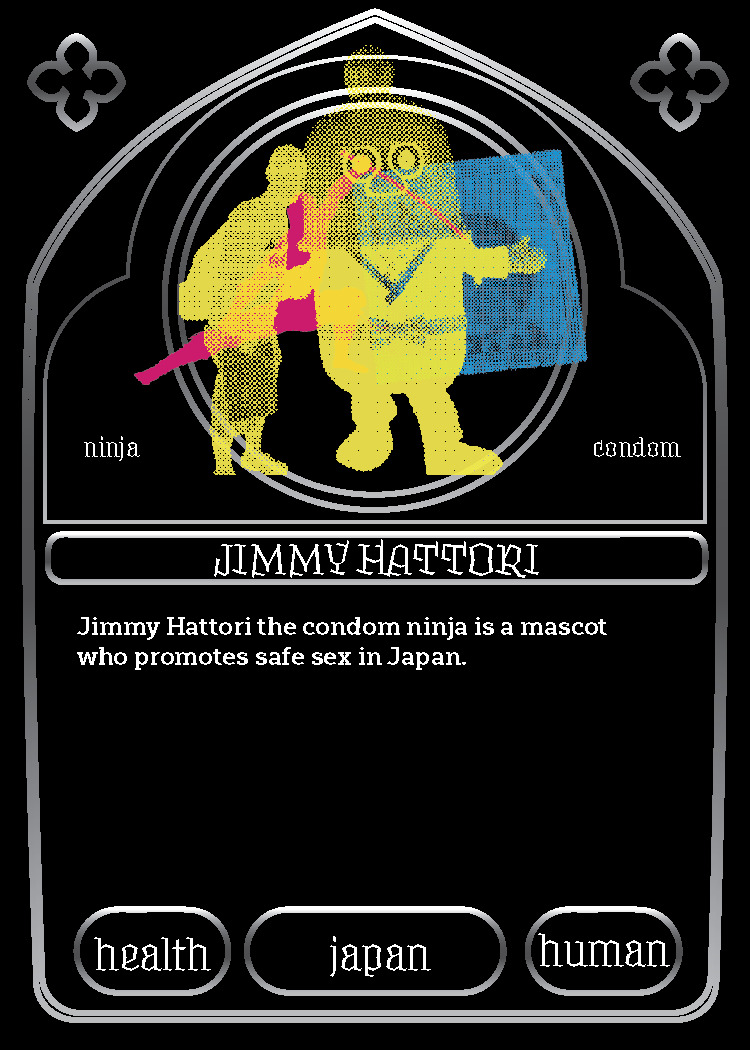 ninja
condom
JIMMY HATTORI
Jimmy Hattori the condom ninja is a mascot
who promotes safe sex in Japan.
health
japan
human